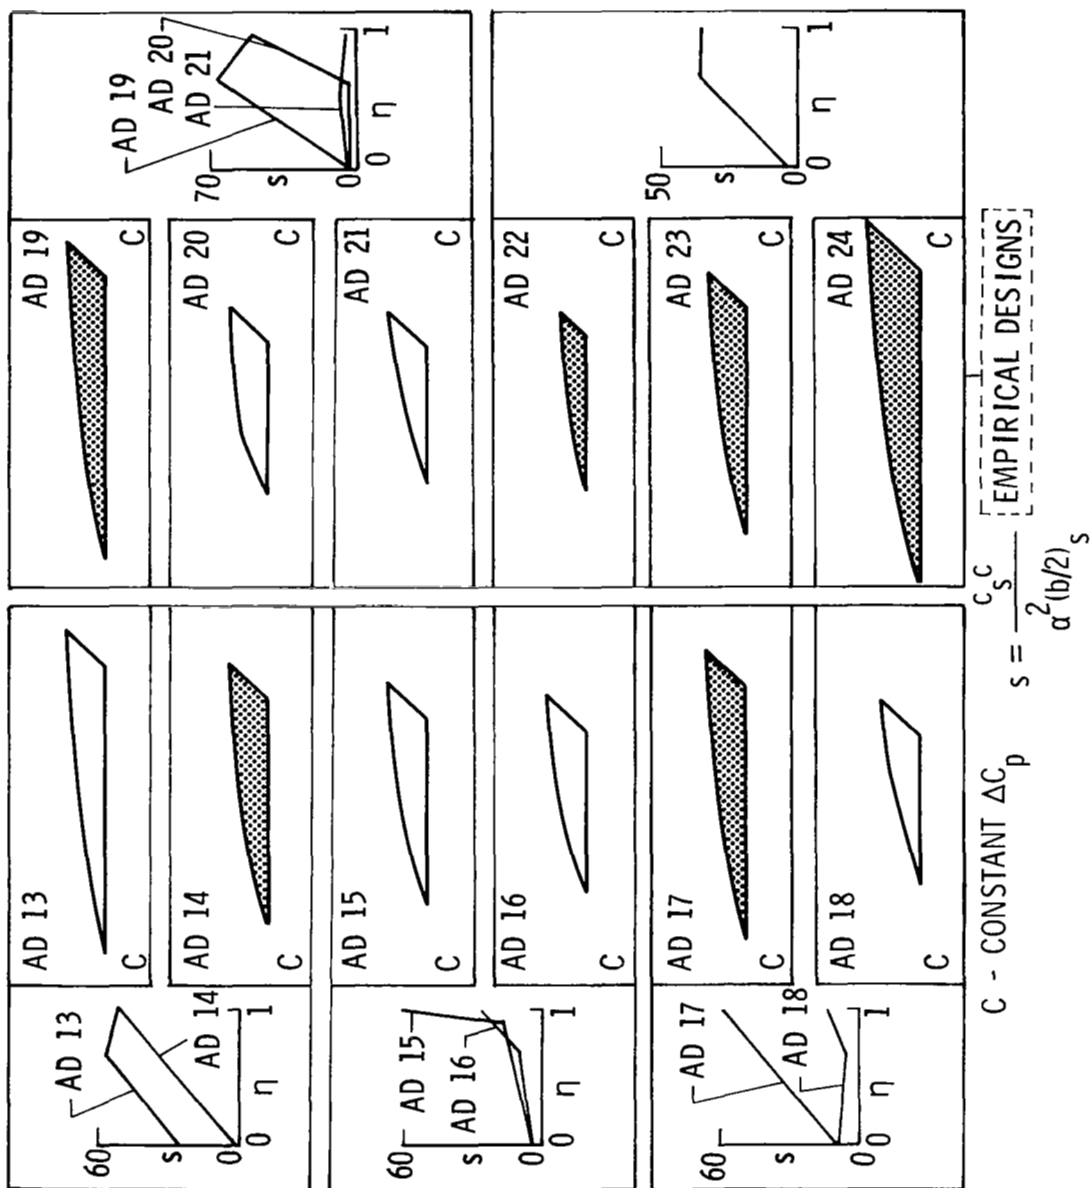 AD 13
AD 14
60
s
0
0
η
1
AD 13
C
AD 14
C
AD 15
AD 16
60
s
0
0
η
1
AD 15
C
AD 16
C
AD 17
AD 18
60
s
0
0
η
1
AD 17
C
AD 18
C
AD 19
C
AD 20
C
AD 21
C
AD 19
AD 20
AD 21
70
s
0
0
η
1
AD 22
C
AD 23
C
AD 24
C
50
s
0
0
η
1
C - CONSTANT ΔC_p
s = C_s C / α²(b/2)_s
EMPIRICAL DESIGNS